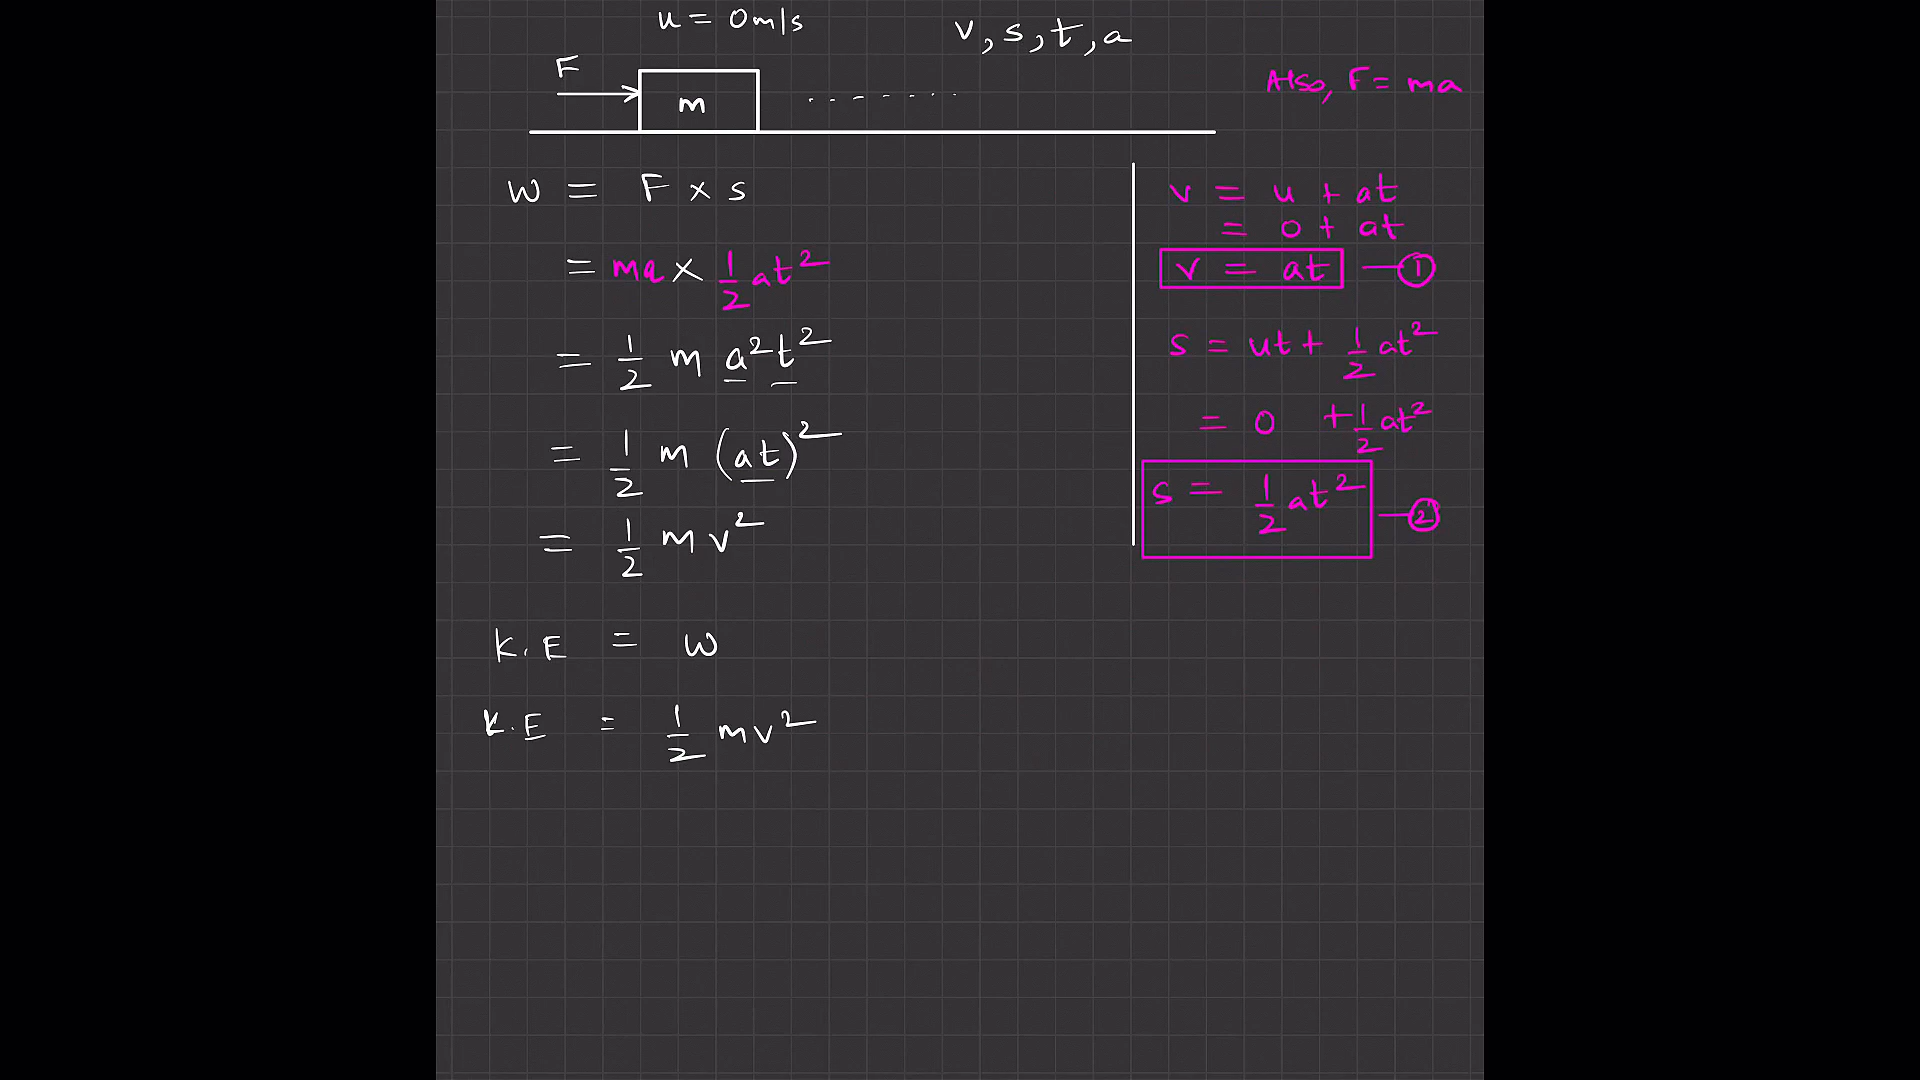 u = 0m/s
v, s, t, a
F
m
Also, F = ma
W = F × s
= ma × 1/2 at²
= 1/2 m a²t²
= 1/2 m (at)²
= 1/2 m v²
K.E = W
K.E = 1/2 mv²
v = u + at
= 0 + at
v = at —①
s = ut + 1/2 at²
= 0 + 1/2 at²
s = 1/2 at² —②